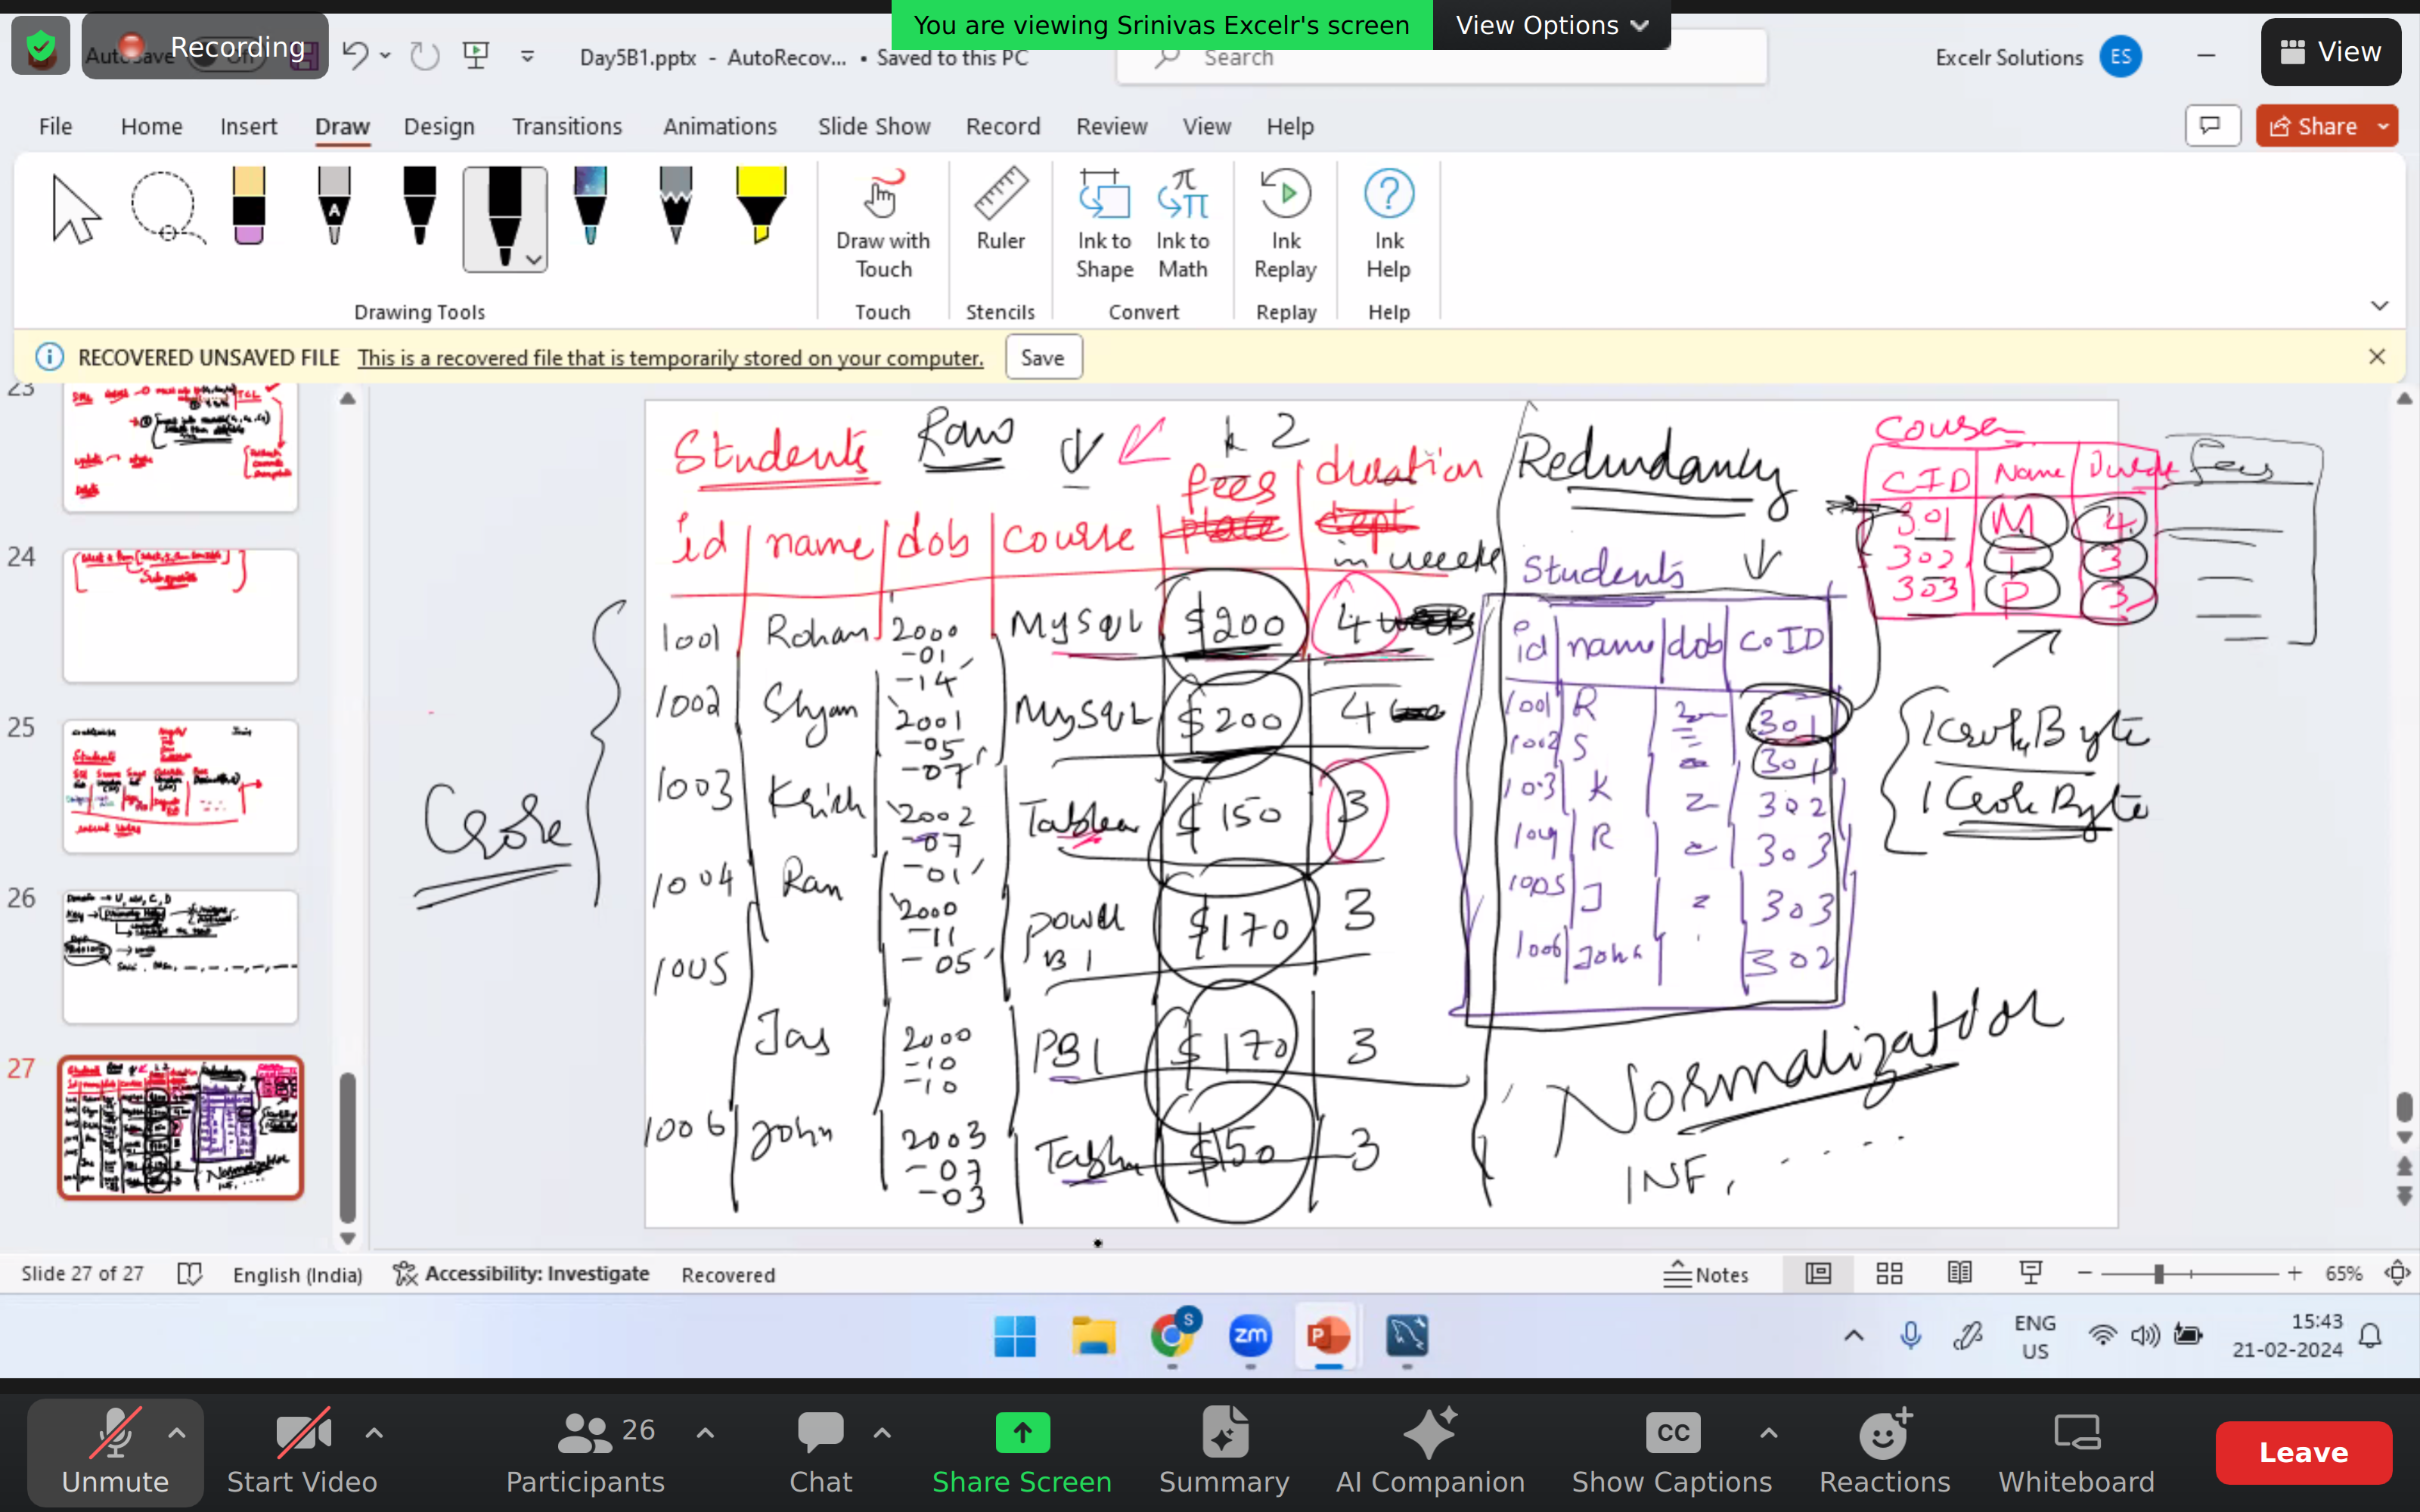 You are viewing Srinivas Excelr's screen
View Options
Recording
View
AutoSave
On
Day5B1.pptx - AutoRecov... • Saved to this PC
Search
Excelr Solutions
ES
File Home Insert Draw Design Transitions Animations Slide Show Record Review View Help
Share
Draw with Touch
Ruler
Ink to Shape
Ink to Math
Ink Replay
Ink Help
Drawing Tools
Touch
Stencils
Convert
Replay
Help
RECOVERED UNSAVED FILE This is a recovered file that is temporarily stored on your computer. Save
23
24
25
26
27
Students
2
id name dob course fees duration
in weeks
1001 Rohan 2000-01-14 MySQL $200 4
1002 Shyam 2001-05-07 MySQL $200 4
1003 Krich 2002-07-01 $150 3
1004 Ram 2000-11-05 power BI $170 3
1005 Jas 2000-10-10 PBI $170 3
1006 John 2003-07-03 $150 3
Crore
Redundancy
Students
id name dob CoID
1001 R 301
1002 S 301
1003 K 302
1004 R 303
1005 J 303
1006 John 302
CID Name
301 M 4
302 T 3
303 P 3
fees
Byte
Byte
Normalization
1NF, ......
Slide 27 of 27
English (India)
Accessibility: Investigate
Recovered
Notes
65%
S
zm
P
ENG
US
15:43
21-02-2024
Unmute
Start Video
26
Participants
Chat
Share Screen
Summary
AI Companion
CC
Show Captions
Reactions
Whiteboard
Leave